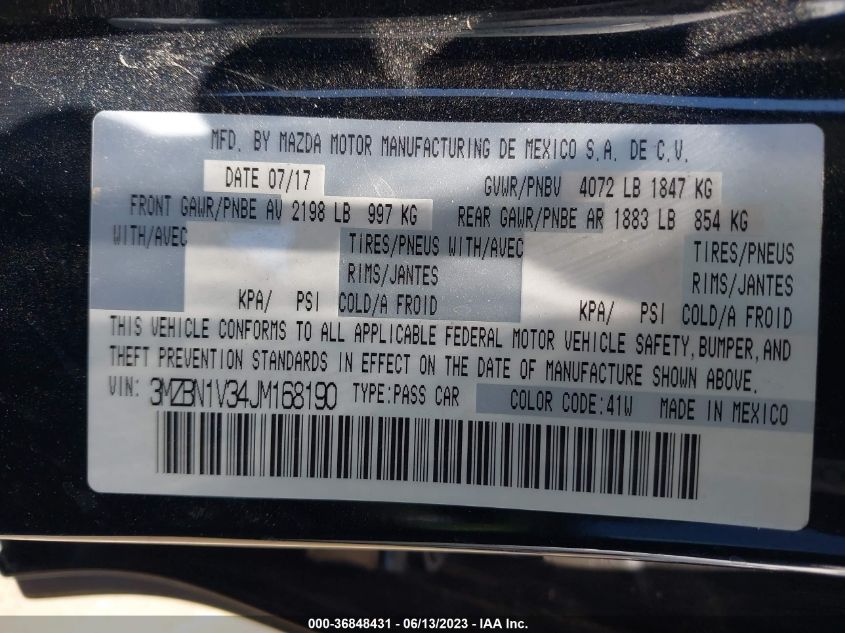 MFD. BY MAZDA MOTOR MANUFACTURING DE MEXICO S.A. DE C.V.
DATE 07/17 GVWR/PNBV 4072 LB 1847 KG
FRONT GAWR/PNBE AV 2198 LB 997 KG REAR GAWR/PNBE AR 1883 LB 854 KG
WITH/AVEC TIRES/PNEUS WITH/AVEC TIRES/PNEUS
RIMS/JANTES RIMS/JANTES
KPA/ PSI COLD/A FROID KPA/ PSI COLD/A FROID
THIS VEHICLE CONFORMS TO ALL APPLICABLE FEDERAL MOTOR VEHICLE SAFETY, BUMPER, AND
THEFT PREVENTION STANDARDS IN EFFECT ON THE DATE OF MANUFACTURE SHOWN ABOVE.
VIN: 3MZBN1V34JM168190 TYPE:PASS CAR COLOR CODE:41W MADE IN MEXICO
000-36848431 - 06/13/2023 - IAA Inc.